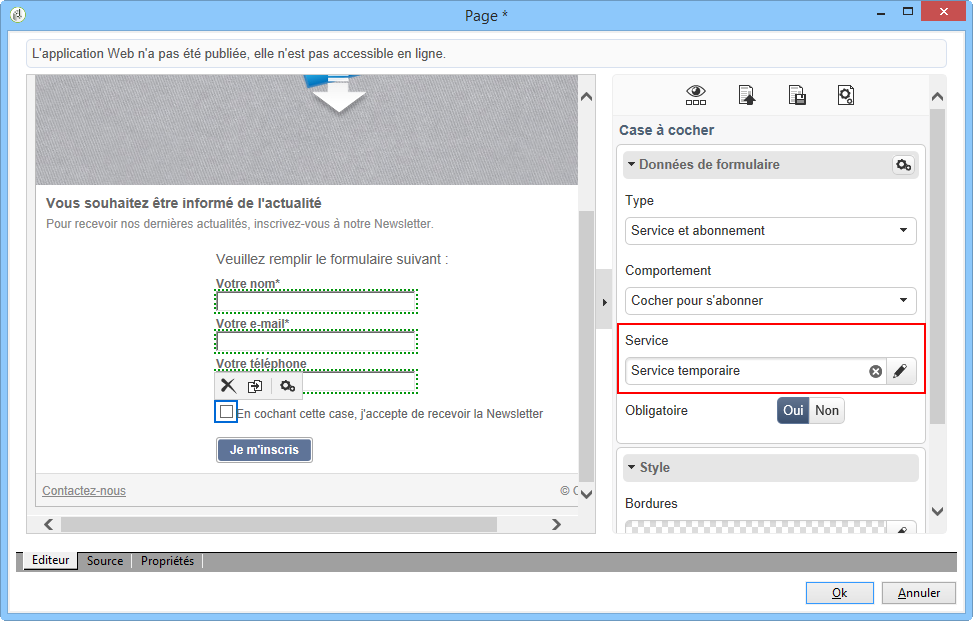 Page *
L'application Web n'a pas été publiée, elle n'est pas accessible en ligne.
Vous souhaitez être informé de l'actualité
Pour recevoir nos dernières actualités, inscrivez-vous à notre Newsletter.
Veuillez remplir le formulaire suivant :
Votre nom*
Votre e-mail*
Votre téléphone
En cochant cette case, j'accepte de recevoir la Newsletter
Je m'inscris
Contactez-nous
©
Case à cocher
Données de formulaire
Type
Service et abonnement
Comportement
Cocher pour s'abonner
Service
Service temporaire
Obligatoire Oui Non
Style
Bordures
Editeur Source Propriétés
Ok Annuler